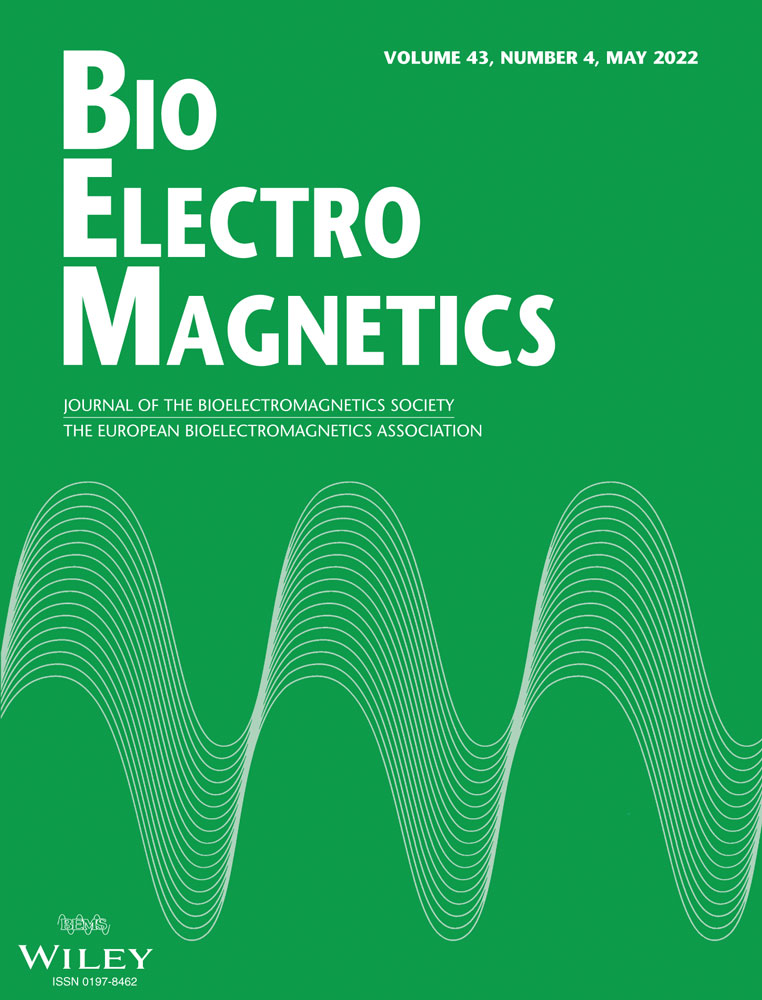 VOLUME 43, NUMBER 4, MAY 2022
BIO
ELECTRO
MAGNETICS
JOURNAL OF THE BIOELECTROMAGNETICS SOCIETY
THE EUROPEAN BIOELECTROMAGNETICS ASSOCIATION
BEMS
WILEY
ISSN 0197-8462